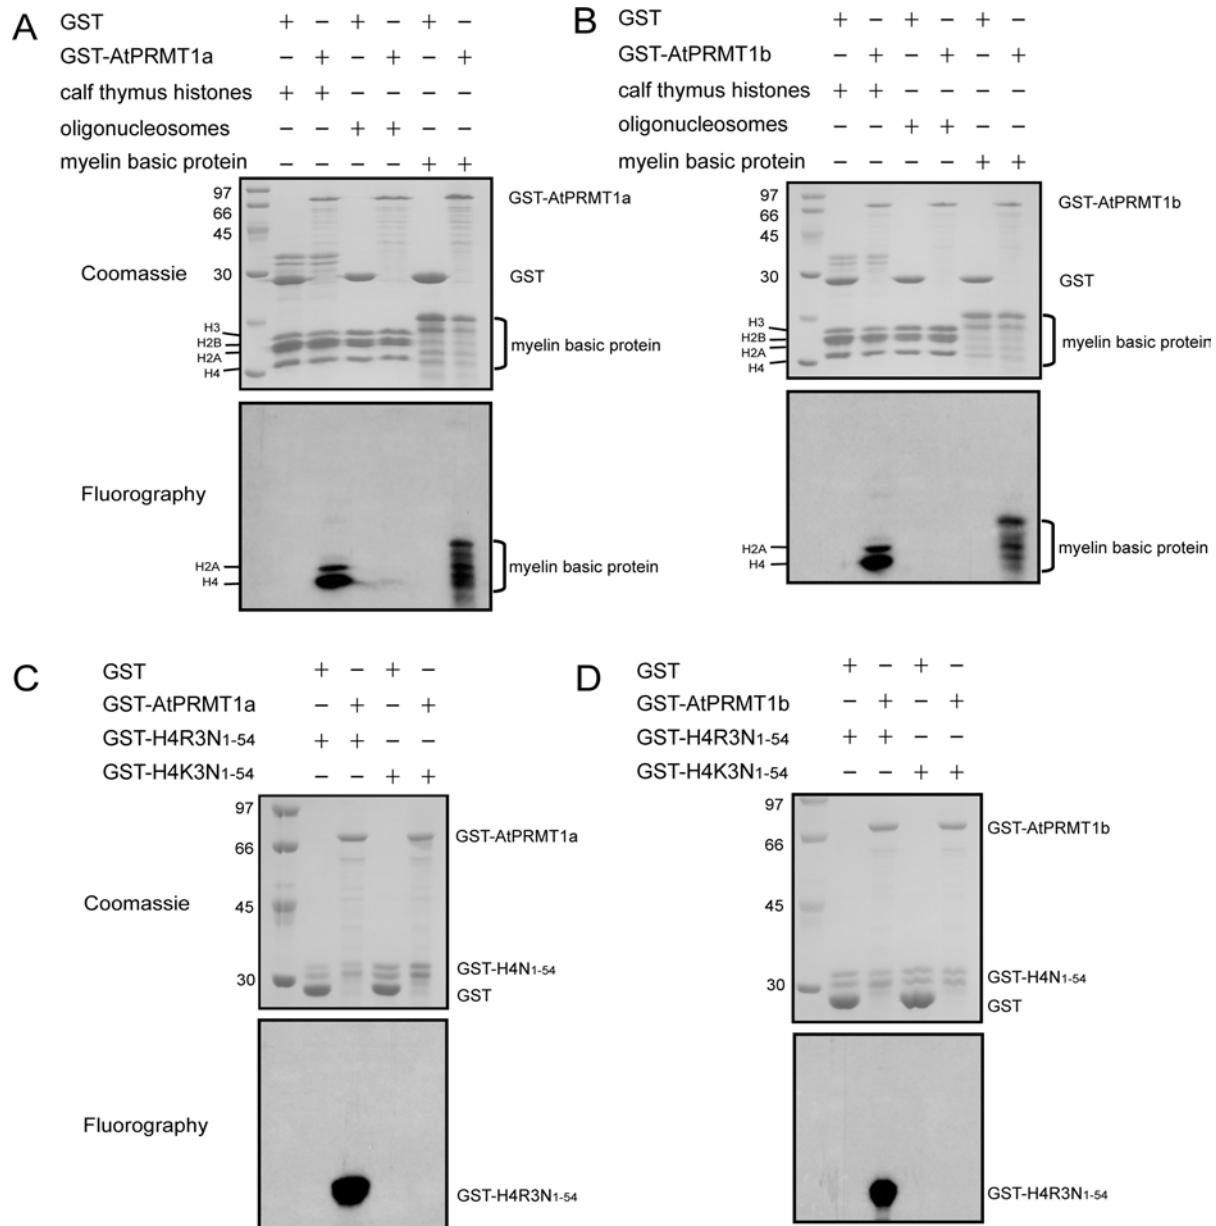 A
GST + − + − + −
GST-AtPRMT1a − + − + − +
calf thymus histones + + − − − −
oligonucleosomes − − + + − −
myelin basic protein − − − − + +
97
66
45
30
Coomassie
H3
H2B
H2A
H4
GST-AtPRMT1a
GST
myelin basic protein
Fluorography
H2A
H4
myelin basic protein
B
GST + − + − + −
GST-AtPRMT1b − + − + − +
calf thymus histones + + − − − −
oligonucleosomes − − + + − −
myelin basic protein − − − − + +
97
66
45
30
H3
H2B
H2A
H4
GST-AtPRMT1b
GST
myelin basic protein
H2A
H4
myelin basic protein
C
GST + − + −
GST-AtPRMT1a − + − +
GST-H4R3N1-54 + + − −
GST-H4K3N1-54 − − + +
97
66
45
30
Coomassie
GST-AtPRMT1a
GST-H4N1-54
GST
Fluorography
GST-H4R3N1-54
D
GST + − + −
GST-AtPRMT1b − + − +
GST-H4R3N1-54 + + − −
GST-H4K3N1-54 − − + +
97
66
45
30
GST-AtPRMT1b
GST-H4N1-54
GST
GST-H4R3N1-54